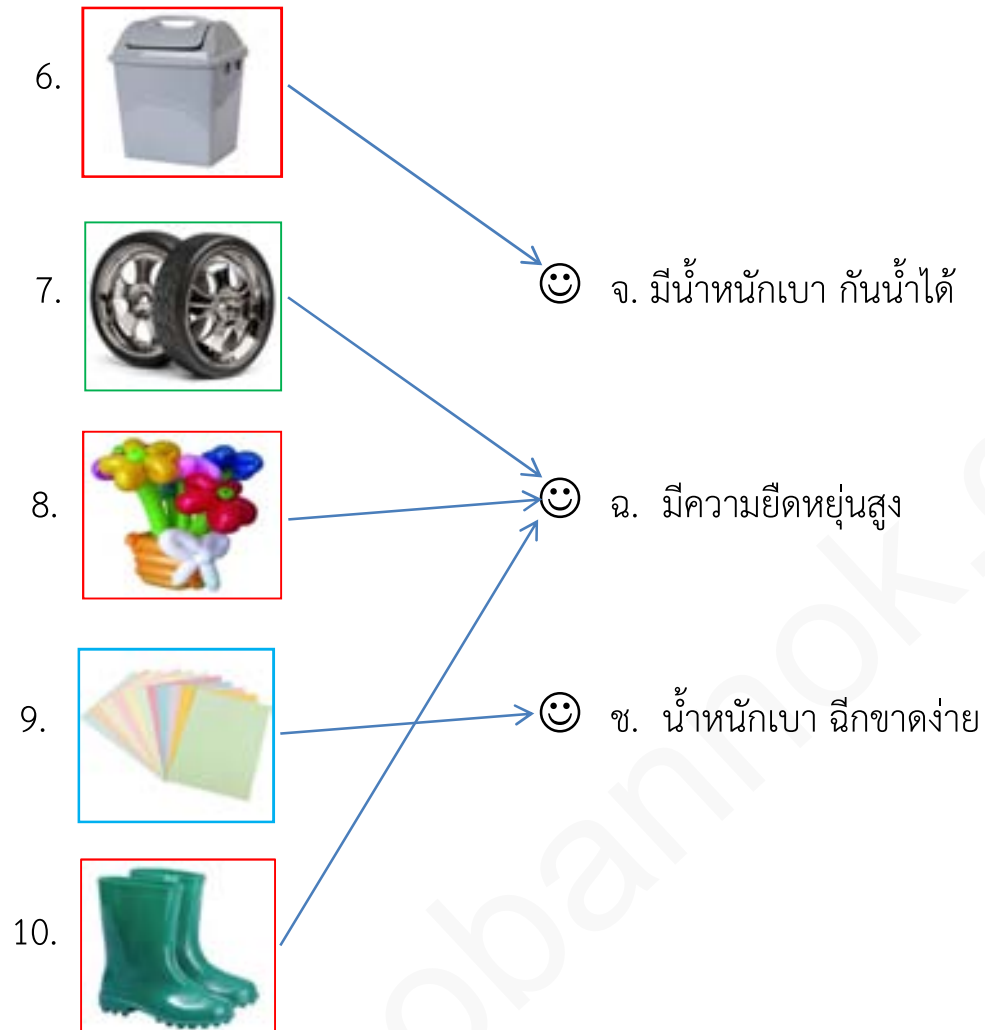 6.
7.
จ. มีน้ำหนักเบา กันน้ำได้
8.
ฉ. มีความยืดหยุ่นสูง
9.
ช. น้ำหนักเบา ฉีกขาดง่าย
10.